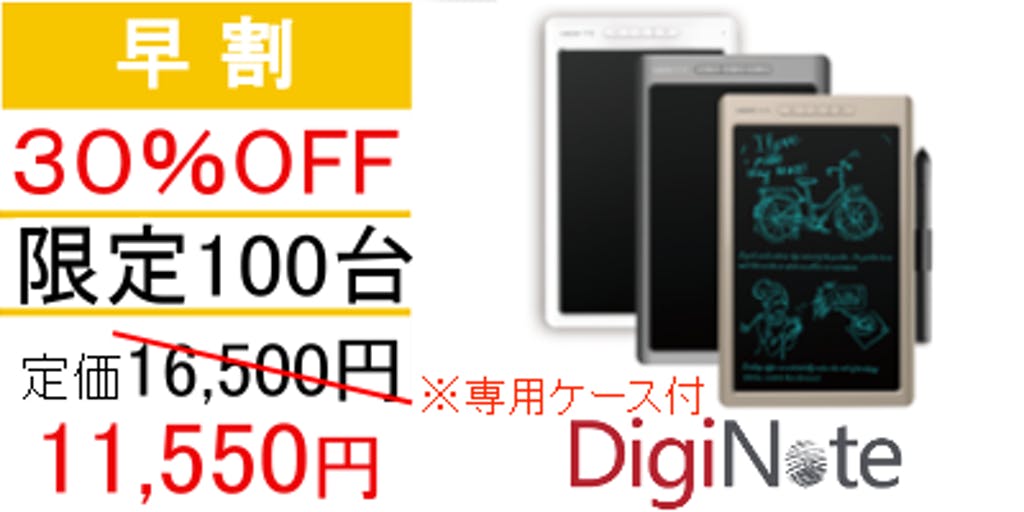 早割
30%OFF
限定100台
定価16,500円
11,550円
※専用ケース付
DigiNote
I love